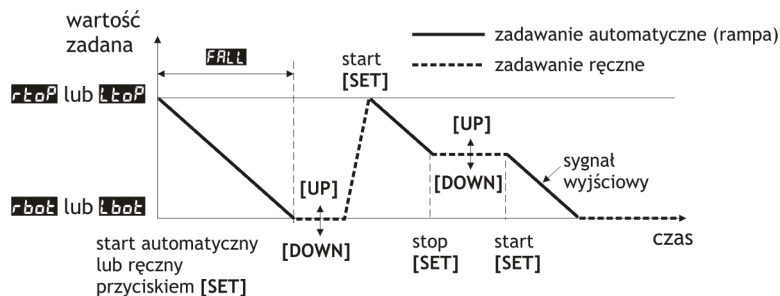 wartość
zadana
FALL
start
[SET]
zadawanie automatyczne (rampa)
zadawanie ręczne
rtoP lub LtoP
[UP]
[DOWN]
sygnał
wyjściowy
[UP]
[DOWN]
rbot lub Lbot
czas
start automatyczny
lub ręczny
przyciskiem [SET]
stop
[SET]
start
[SET]